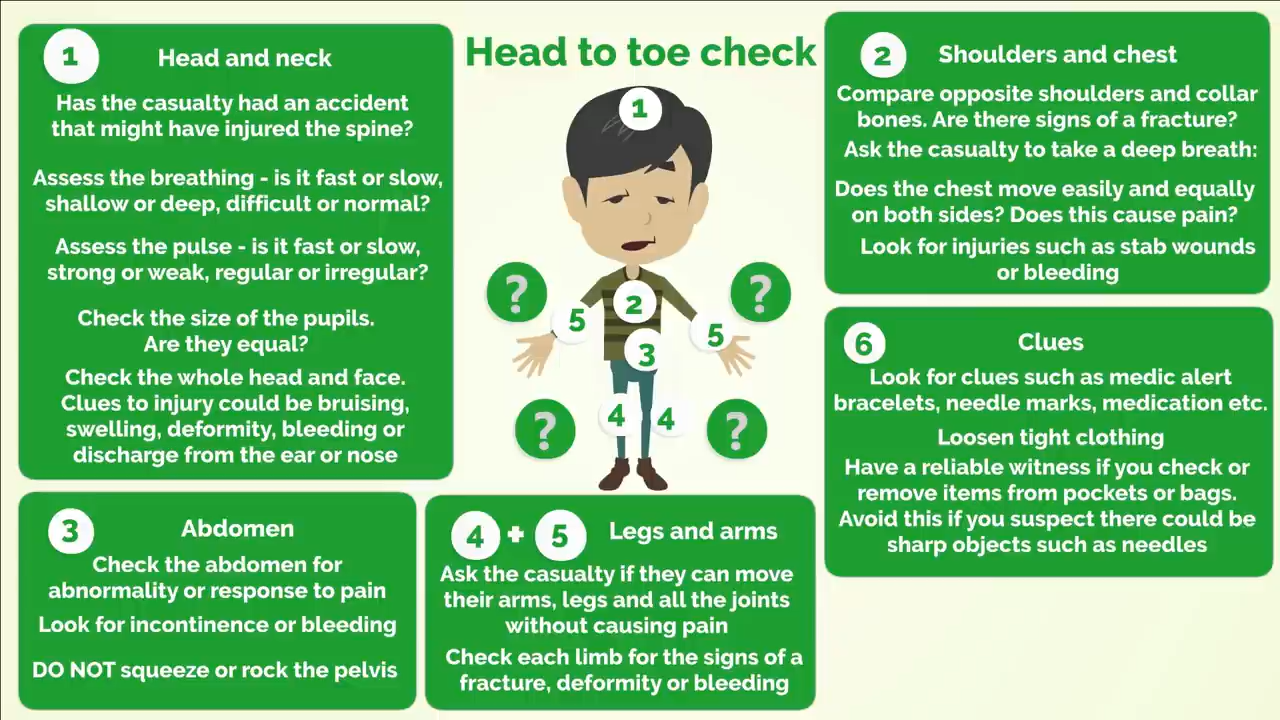 Head to toe check
1
Head and neck
Has the casualty had an accident
that might have injured the spine?
Assess the breathing - is it fast or slow,
shallow or deep, difficult or normal?
Assess the pulse - is it fast or slow,
strong or weak, regular or irregular?
Check the size of the pupils.
Are they equal?
Check the whole head and face.
Clues to injury could be bruising,
swelling, deformity, bleeding or
discharge from the ear or nose
2
Shoulders and chest
Compare opposite shoulders and collar
bones. Are there signs of a fracture?
Ask the casualty to take a deep breath:
Does the chest move easily and equally
on both sides? Does this cause pain?
Look for injuries such as stab wounds
or bleeding
1
?
?
2
5
5
3
4
4
?
?
3
Abdomen
Check the abdomen for
abnormality or response to pain
Look for incontinence or bleeding
DO NOT squeeze or rock the pelvis
4 + 5
Legs and arms
Ask the casualty if they can move
their arms, legs and all the joints
without causing pain
Check each limb for the signs of a
fracture, deformity or bleeding
6
Clues
Look for clues such as medic alert
bracelets, needle marks, medication etc.
Loosen tight clothing
Have a reliable witness if you check or
remove items from pockets or bags.
Avoid this if you suspect there could be
sharp objects such as needles